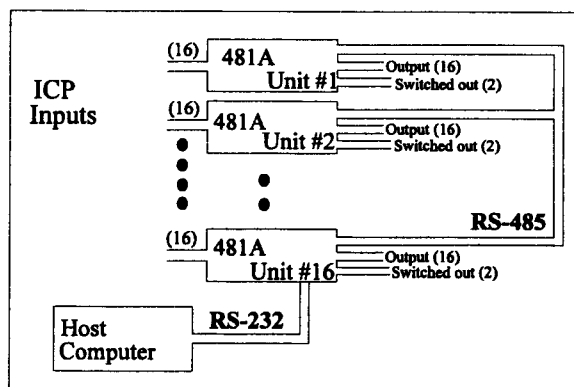 (16)
481A
Unit #1
Output (16)
Switched out (2)
ICP
Inputs
(16)
481A
Unit #2
Output (16)
Switched out (2)
RS-485
(16)
481A
Unit #16
Output (16)
Switched out (2)
RS-232
Host
Computer